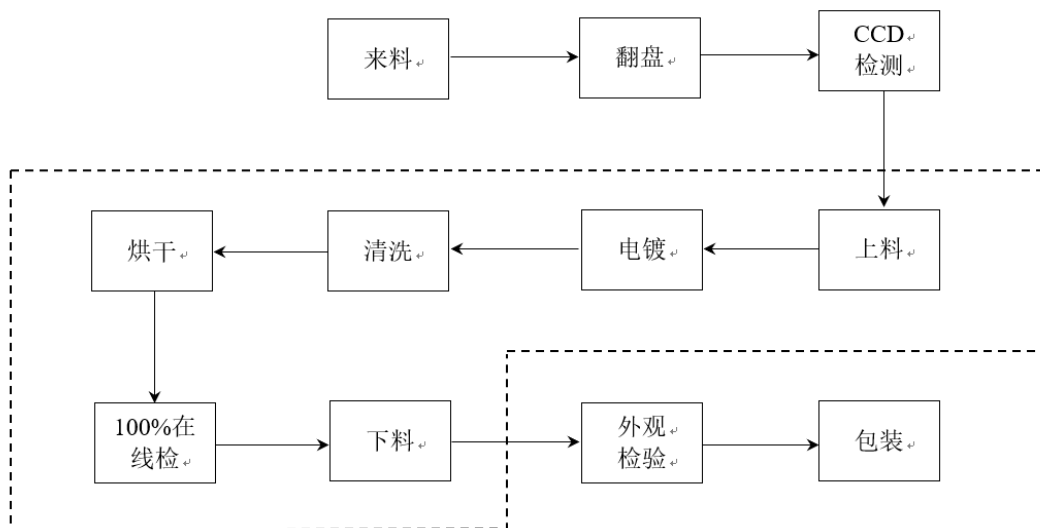 来料
翻盘
CCD
检测
上料
电镀
清洗
烘干
100%在
线检
下料
外观
检验
包装